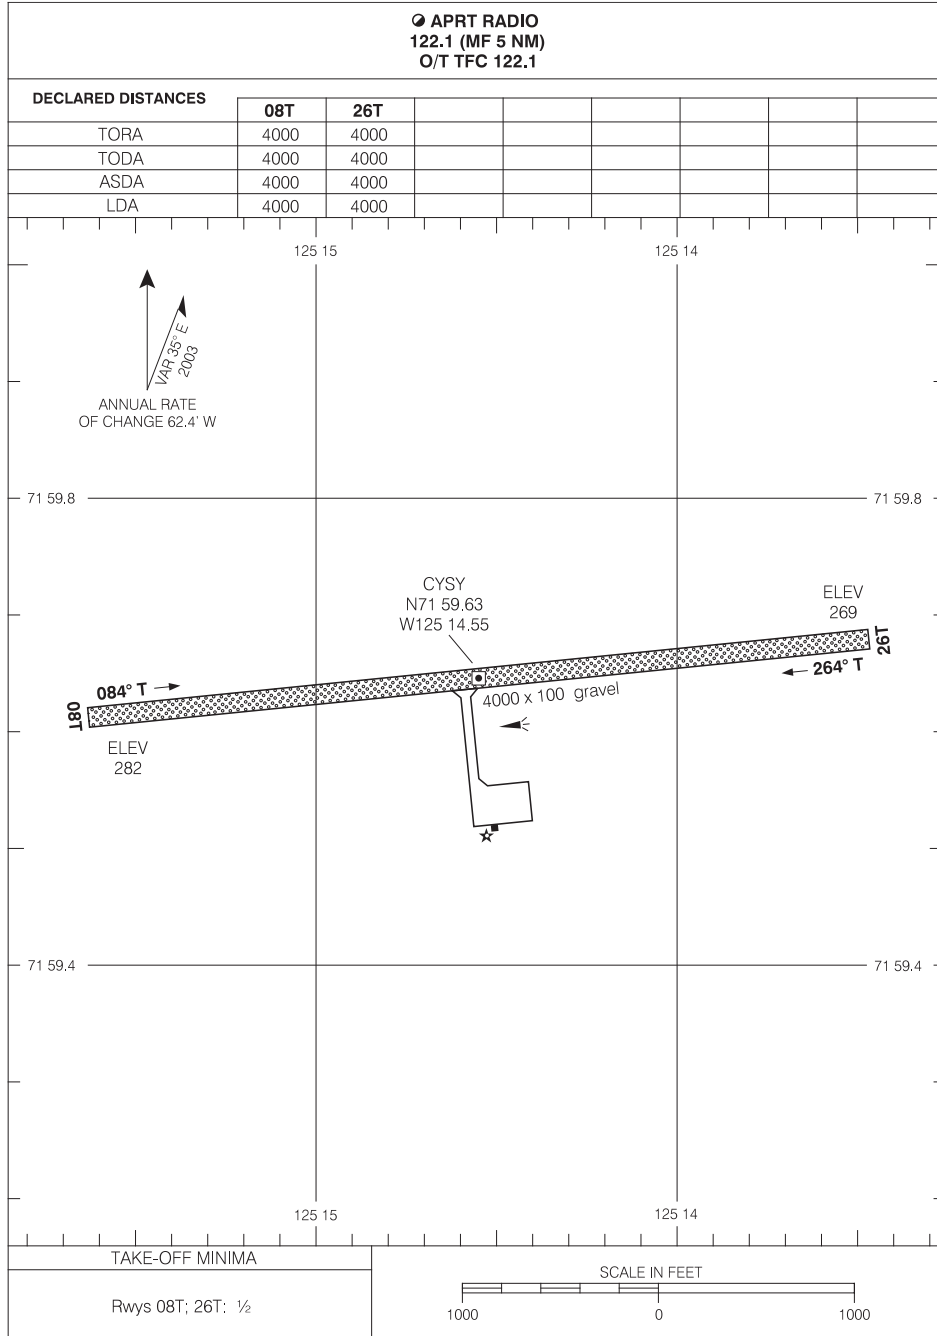 APRT RADIO
122.1 (MF 5 NM)
O/T TFC 122.1
DECLARED DISTANCES
08T 26T
TORA 4000 4000
TODA 4000 4000
ASDA 4000 4000
LDA 4000 4000
125 15 125 14
VAR 35° E
2003
ANNUAL RATE
OF CHANGE 62.4' W
71 59.8 71 59.8
CYSY
N71 59.63
W125 14.55
ELEV
269
26T
084° T
264° T
4000 x 100 gravel
08T
ELEV
282
71 59.4 71 59.4
125 15 125 14
TAKE-OFF MINIMA
Rwys 08T; 26T: ½
SCALE IN FEET
1000 0 1000